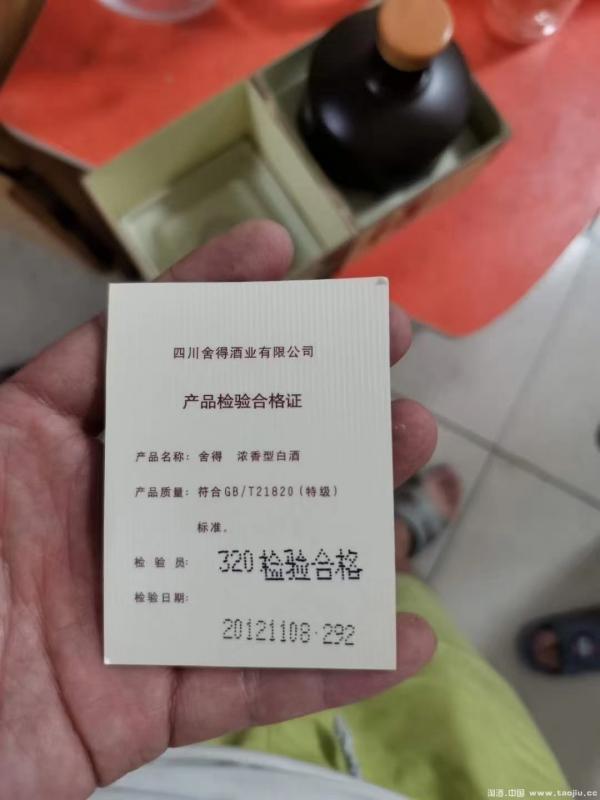 四川舍得酒业有限公司
产品检验合格证
产品名称：舍得 浓香型白酒
产品质量：符合GB/T21820（特级）
标准。
检 验 员： 320检验合格
检验日期：
20121108·292
淘酒.中国 www.taojiu.cc